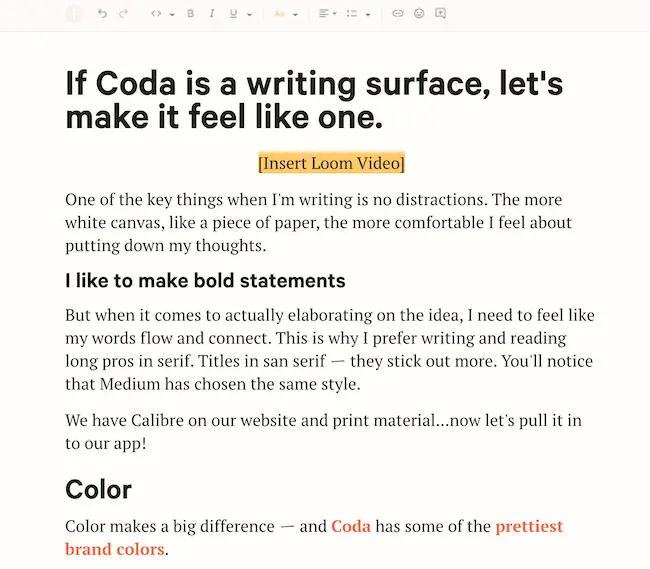 B I U Aa
If Coda is a writing surface, let's
make it feel like one.
[Insert Loom Video]
One of the key things when I'm writing is no distractions. The more
white canvas, like a piece of paper, the more comfortable I feel about
putting down my thoughts.
I like to make bold statements
But when it comes to actually elaborating on the idea, I need to feel like
my words flow and connect. This is why I prefer writing and reading
long pros in serif. Titles in san serif — they stick out more. You'll notice
that Medium has chosen the same style.
We have Calibre on our website and print material...now let's pull it in
to our app!
Color
Color makes a big difference — and Coda has some of the prettiest
brand colors.